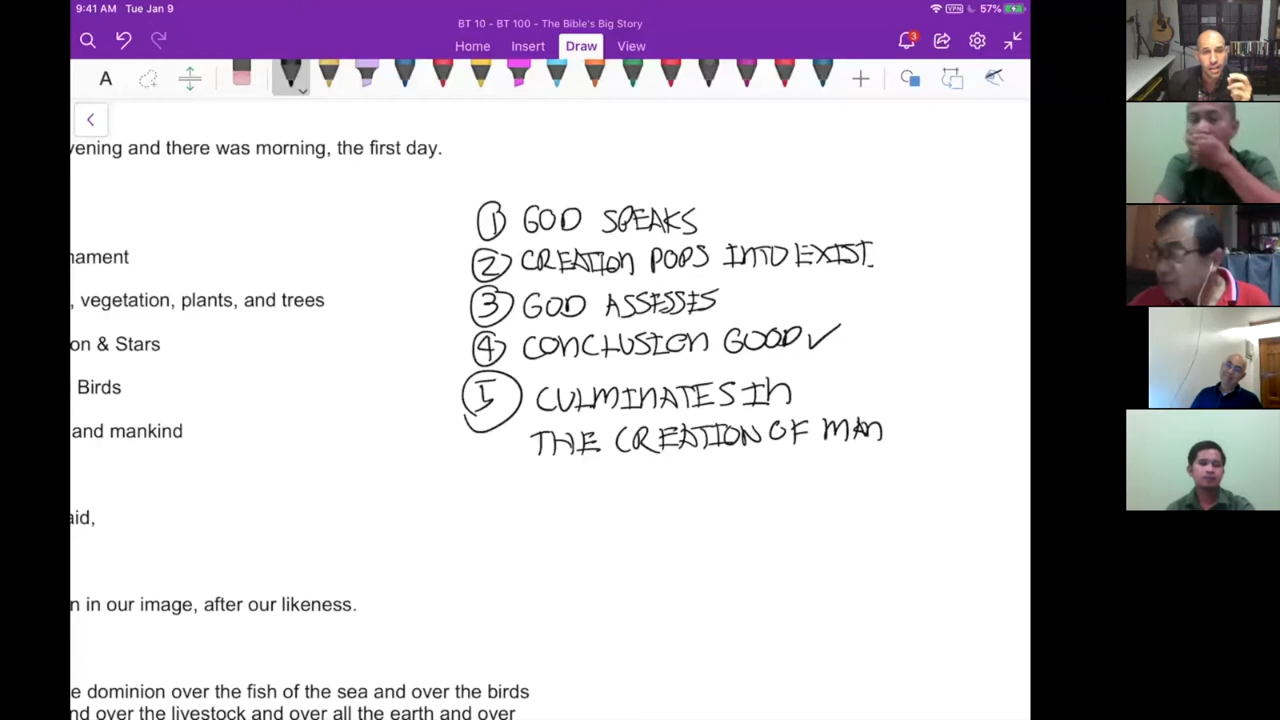 9:41 AM Tue Jan 9
VPN 57%
BT 10 - BT 100 - The Bible's Big Story
Home Insert Draw View
3
A
vening and there was morning, the first day.
① GOD SPEAKS
② CREATION POPS INTO EXIST.
nament
③ GOD ASSESSES
, vegetation, plants, and trees
④ CONCLUSION GOOD ✓
on & Stars
Birds
CULMINATES IN
and mankind
THE CREATION OF MAN
aid,
n in our image, after our likeness.
e dominion over the fish of the sea and over the birds
nd over the livestock and over all the earth and over